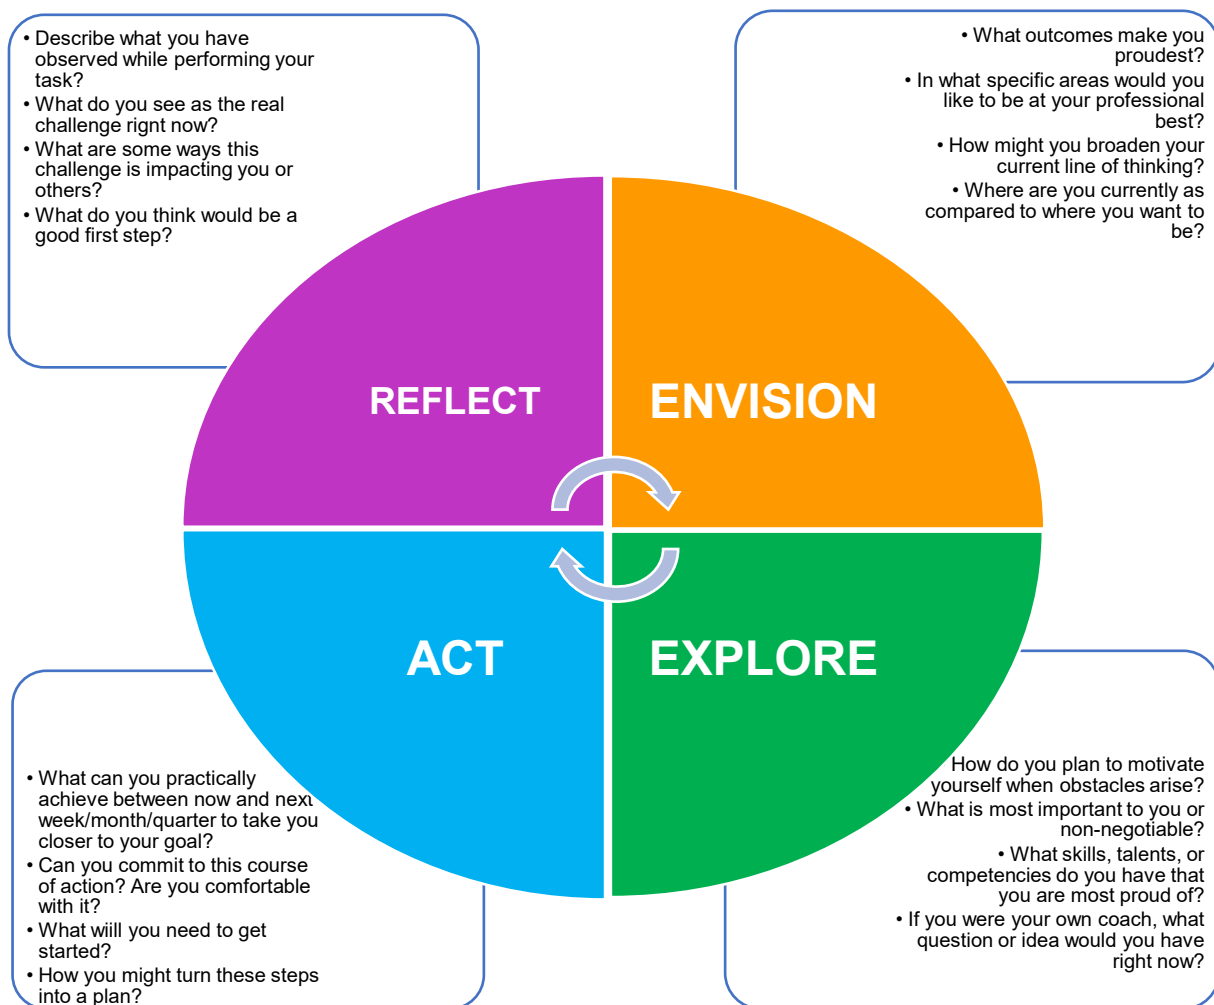 • Describe what you have
observed while performing your
task?
• What do you see as the real
challenge right now?
• What are some ways this
challenge is impacting you or
others?
• What do you think would be a
good first step?
• What outcomes make you
proudest?
• In what specific areas would you
like to be at your professional
best?
• How might you broaden your
current line of thinking?
• Where are you currently as
compared to where you want to
be?
REFLECT
ENVISION
ACT
EXPLORE
• What can you practically
achieve between now and next
week/month/quarter to take you
closer to your goal?
• Can you commit to this course
of action? Are you comfortable
with it?
• What wiill you need to get
started?
• How you might turn these steps
into a plan?
How do you plan to motivate
yourself when obstacles arise?
• What is most important to you or
non-negotiable?
• What skills, talents, or
competencies do you have that
you are most proud of?
• If you were your own coach, what
question or idea would you have
right now?